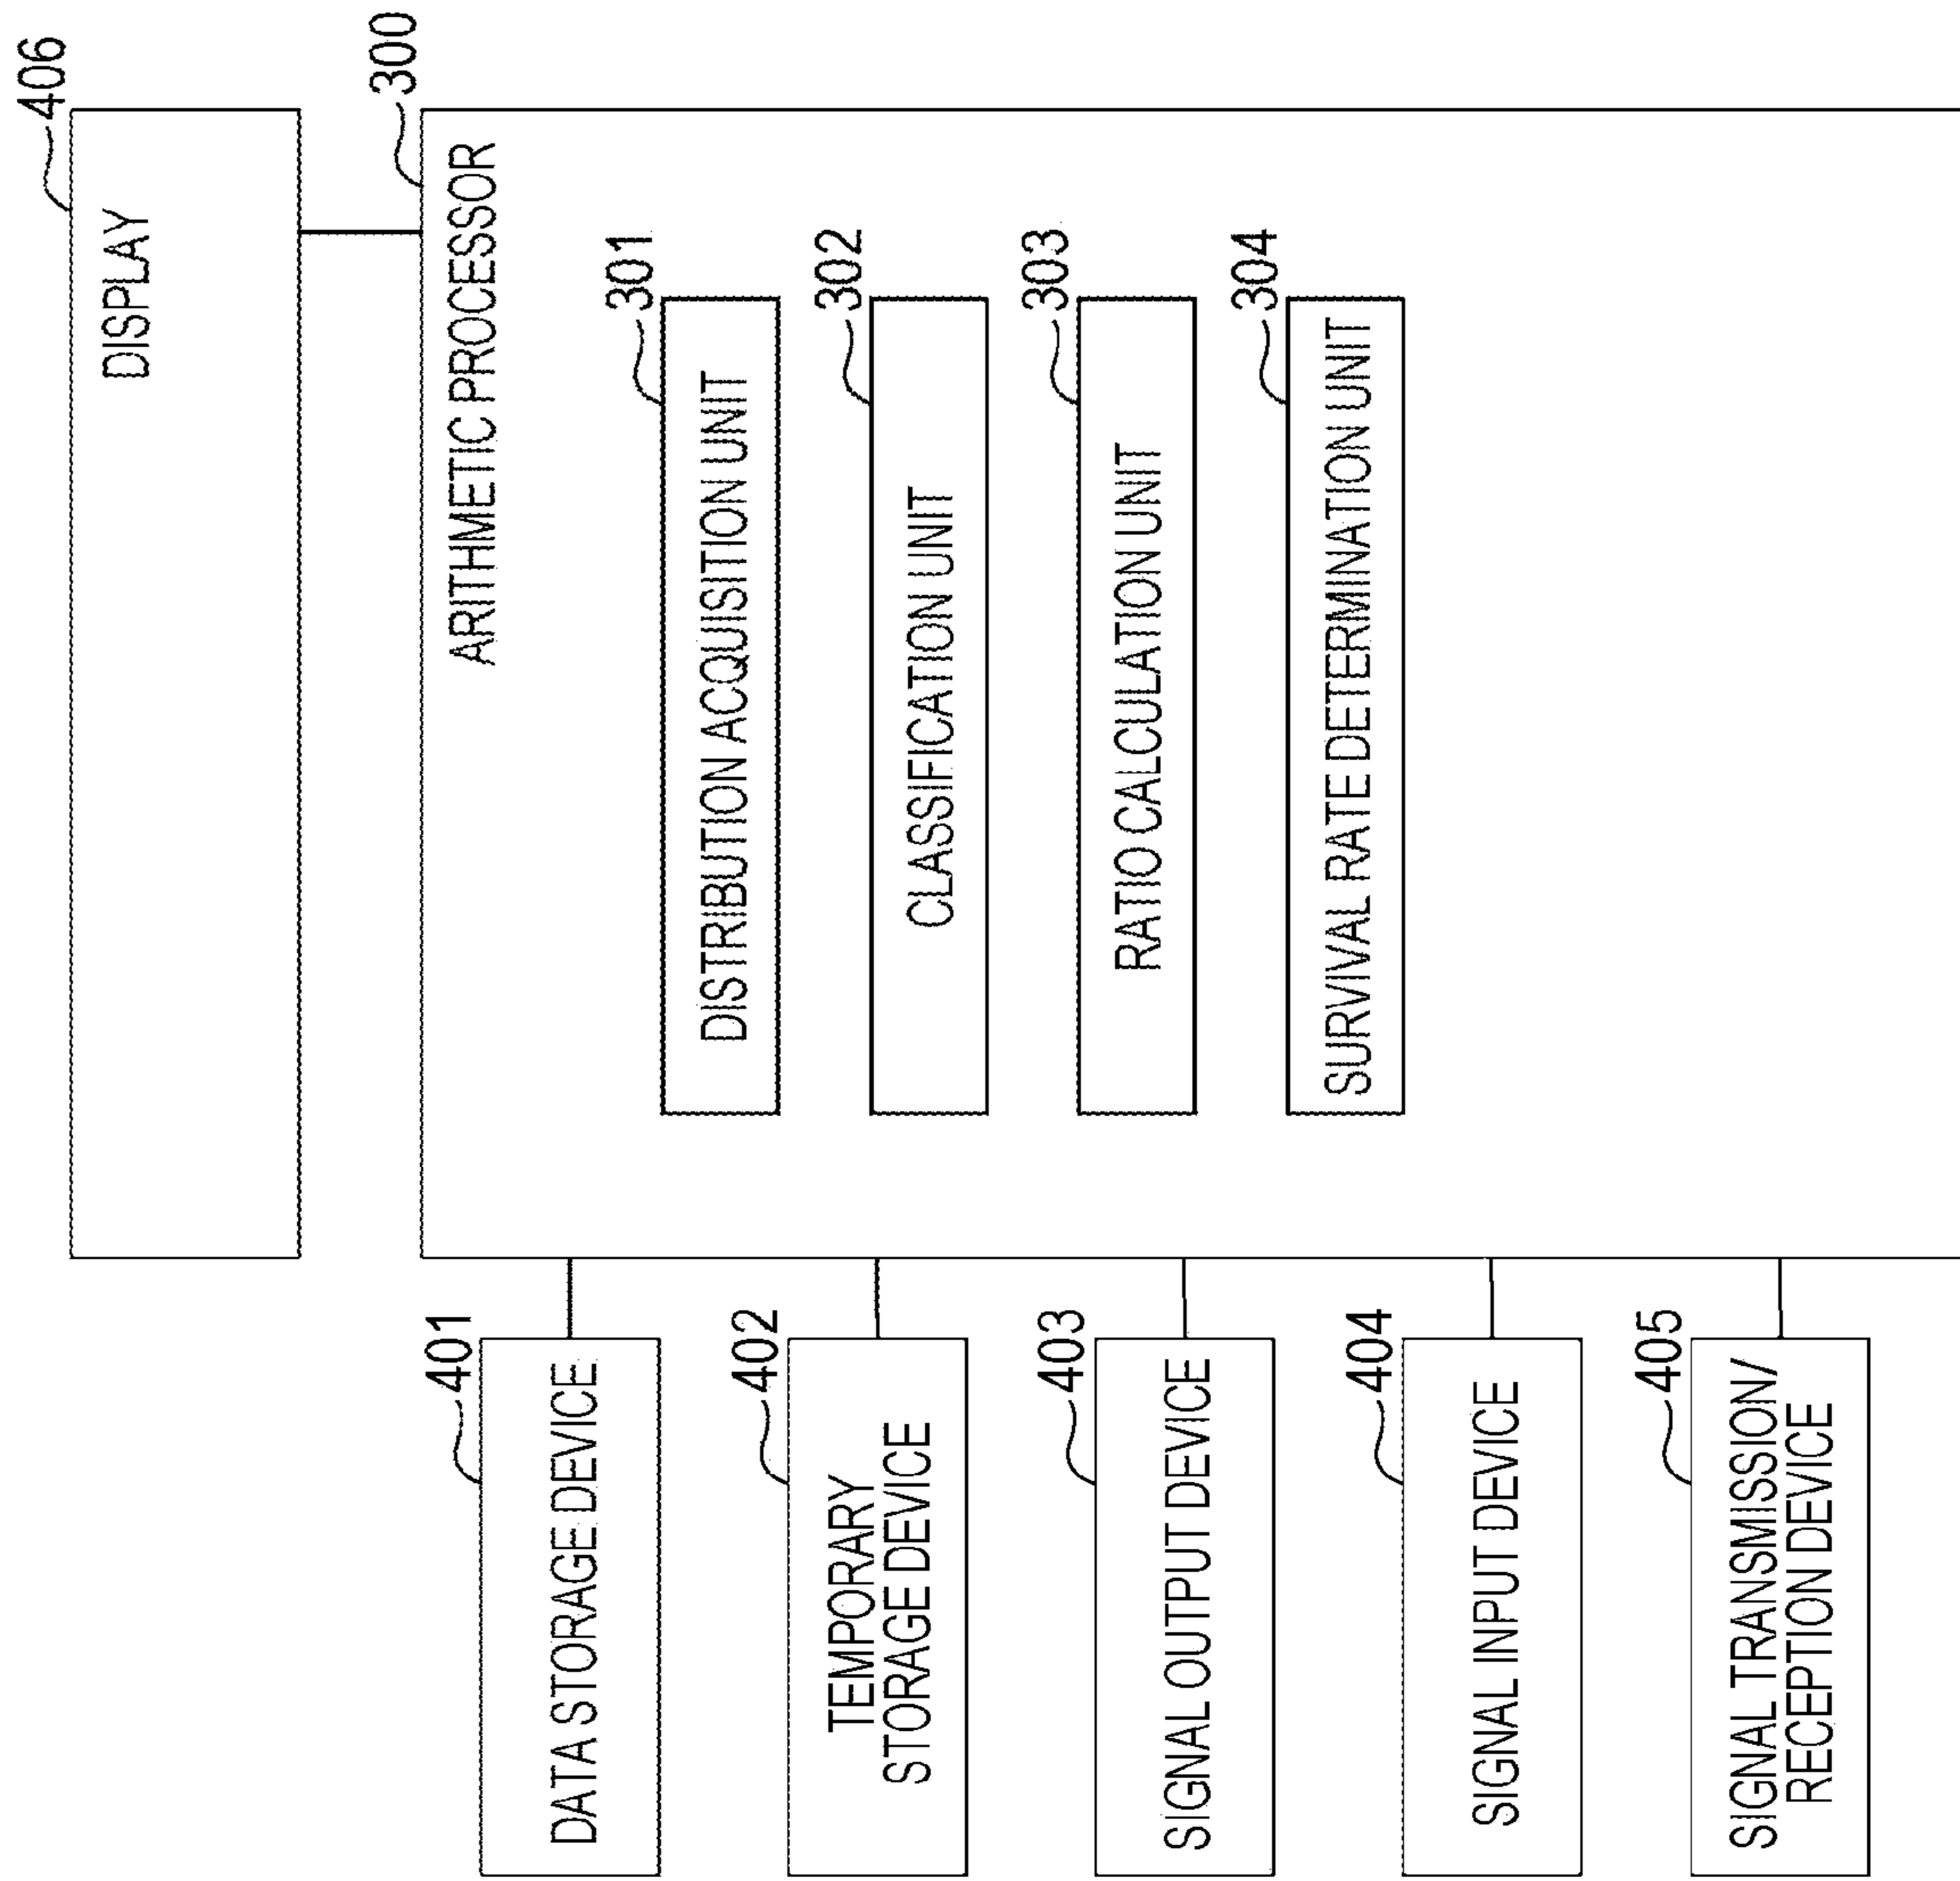 406
DISPLAY
300
ARITHMETIC PROCESSOR
301
DISTRIBUTION ACQUISITION UNIT
302
CLASSIFICATION UNIT
303
RATIO CALCULATION UNIT
304
SURVIVAL RATE DETERMINATION UNIT
401
DATA STORAGE DEVICE
402
TEMPORARY
STORAGE DEVICE
403
SIGNAL OUTPUT DEVICE
404
SIGNAL INPUT DEVICE
405
SIGNAL TRANSMISSION/
RECEPTION DEVICE